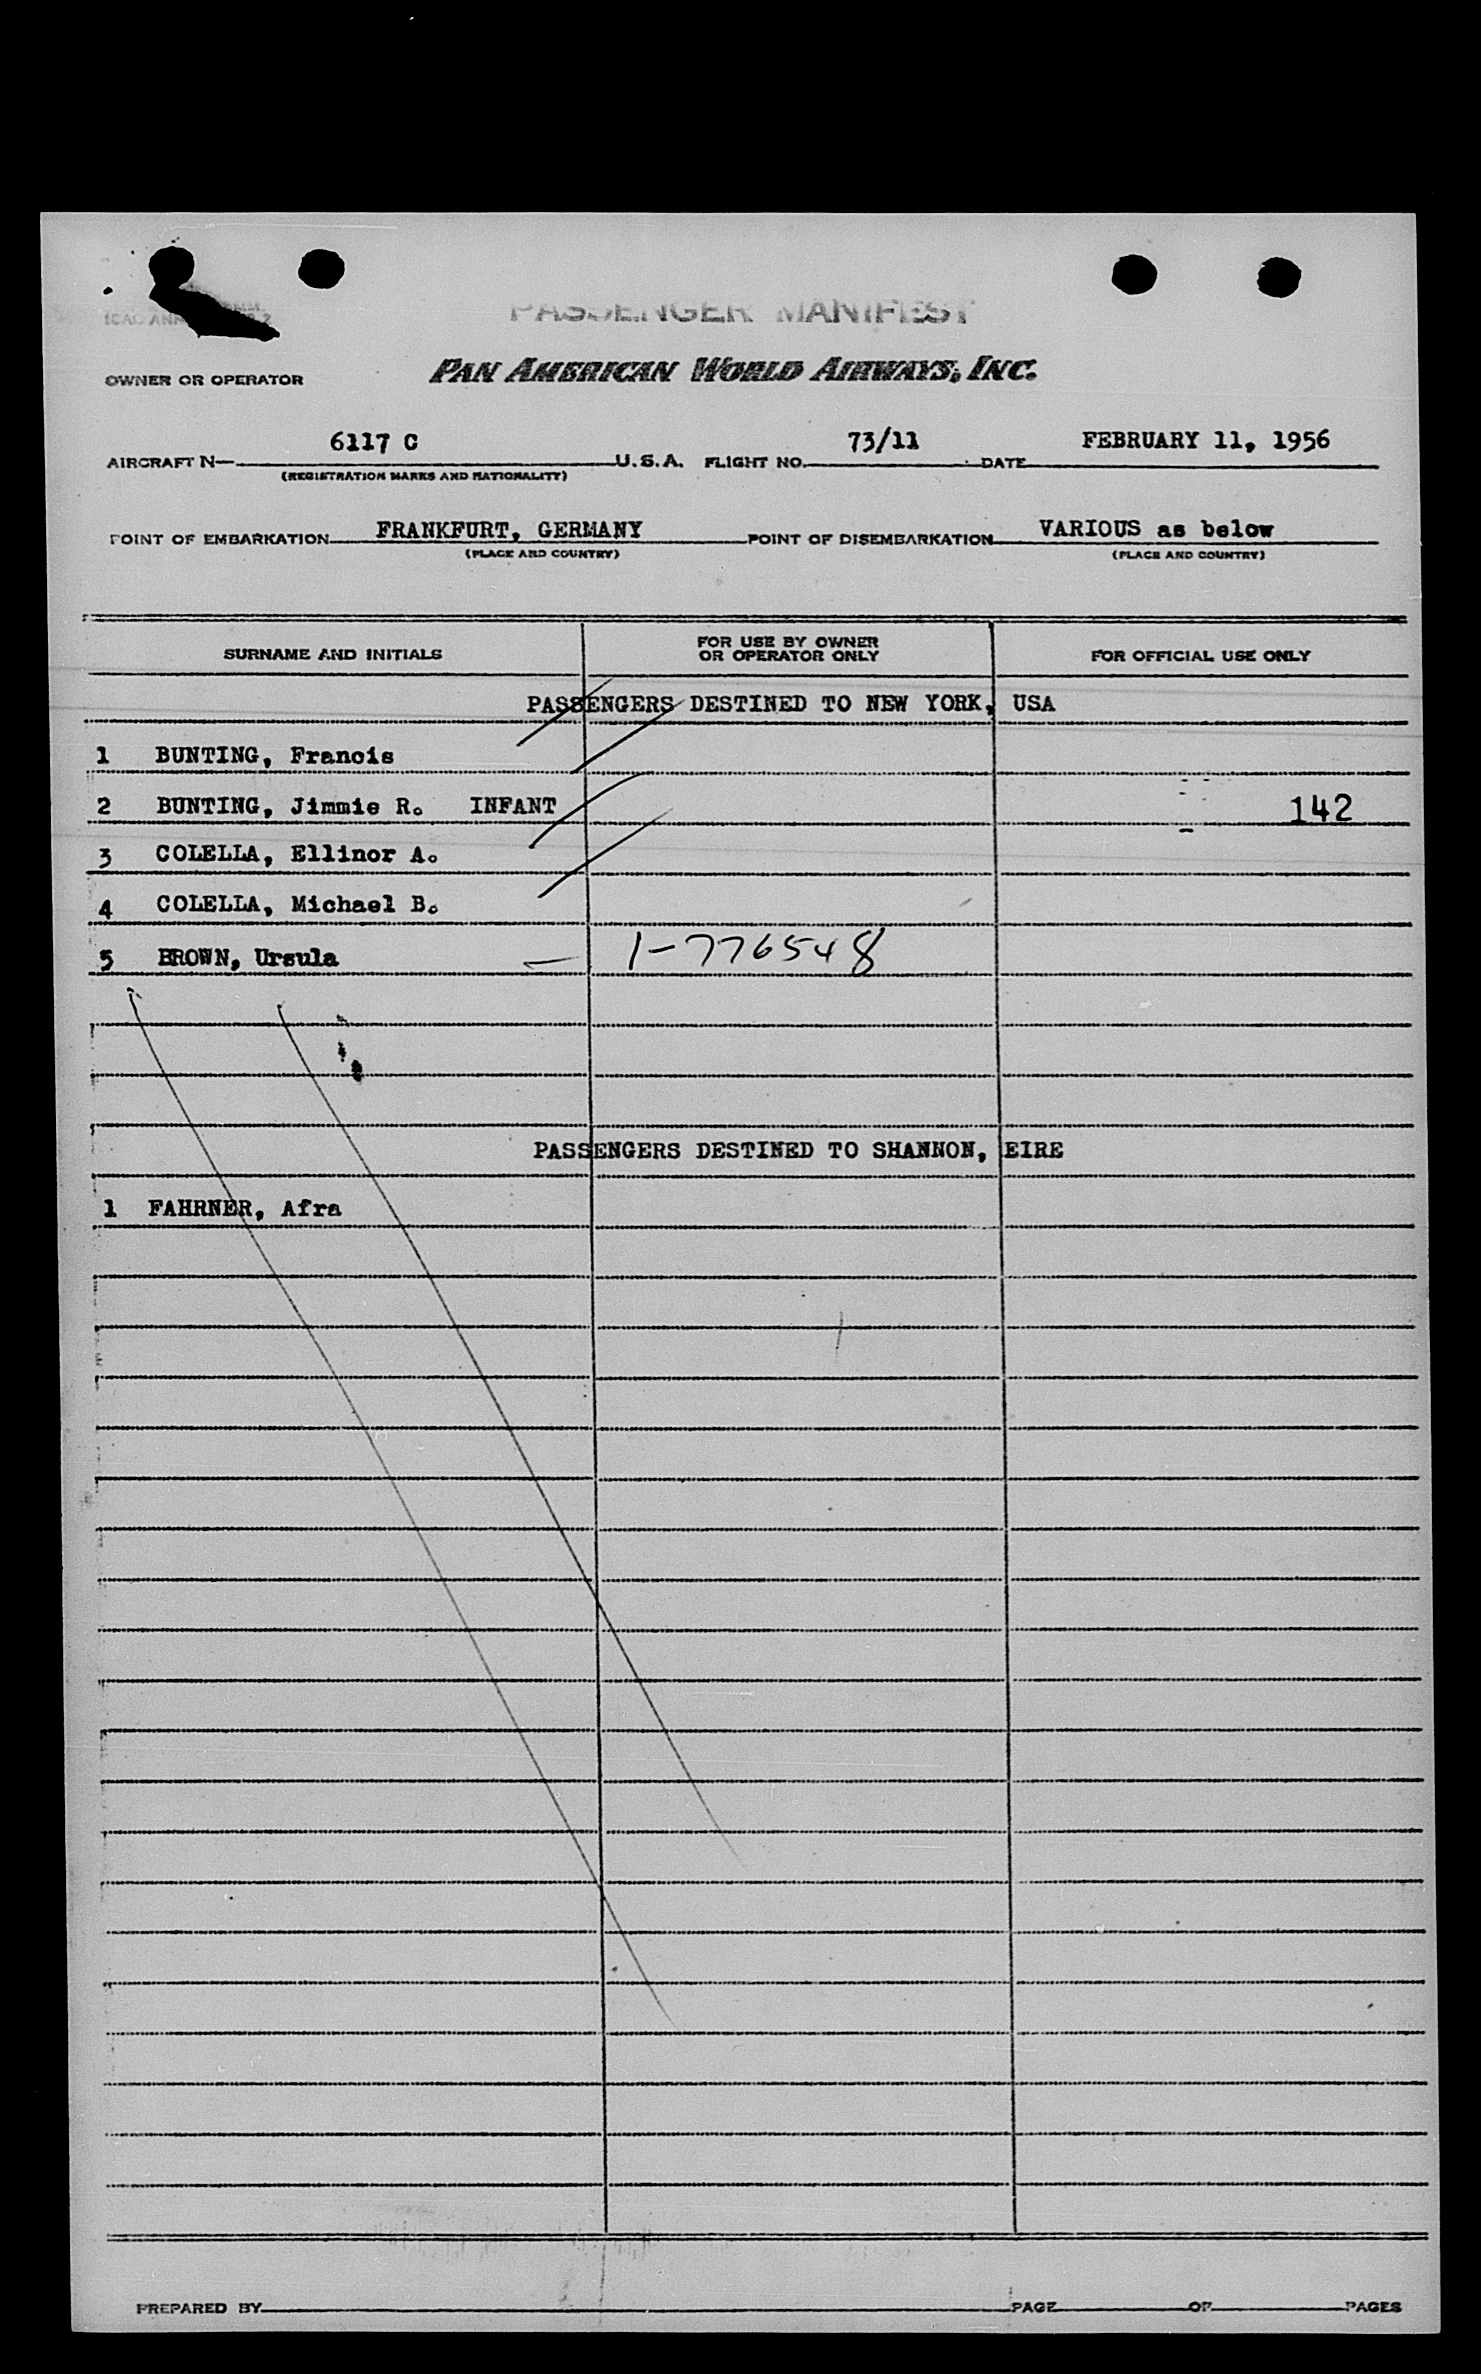 PASSENGER MANIFEST
OWNER OR OPERATOR PAN AMERICAN WORLD AIRWAYS, INC.
AIRCRAFT N— 6117 C U.S.A. FLIGHT NO. 73/11 DATE FEBRUARY 11, 1956
(REGISTRATION MARKS AND NATIONALITY)
POINT OF EMBARKATION FRANKFURT, GERMANY POINT OF DISEMBARKATION VARIOUS as below
(PLACE AND COUNTRY) (PLACE AND COUNTRY)
SURNAME AND INITIALS FOR USE BY OWNER OR OPERATOR ONLY FOR OFFICIAL USE ONLY
PASSENGERS DESTINED TO NEW YORK, USA
1 BUNTING, Francis
2 BUNTING, Jimmie R. INFANT 142
3 COLELLA, Ellinor A.
4 COLELLA, Michael B.
5 BROWN, Ursula 1-776548
PASSENGERS DESTINED TO SHANNON, EIRE
1 FAHRNER, Afra
PREPARED BY PAGE OF PAGES